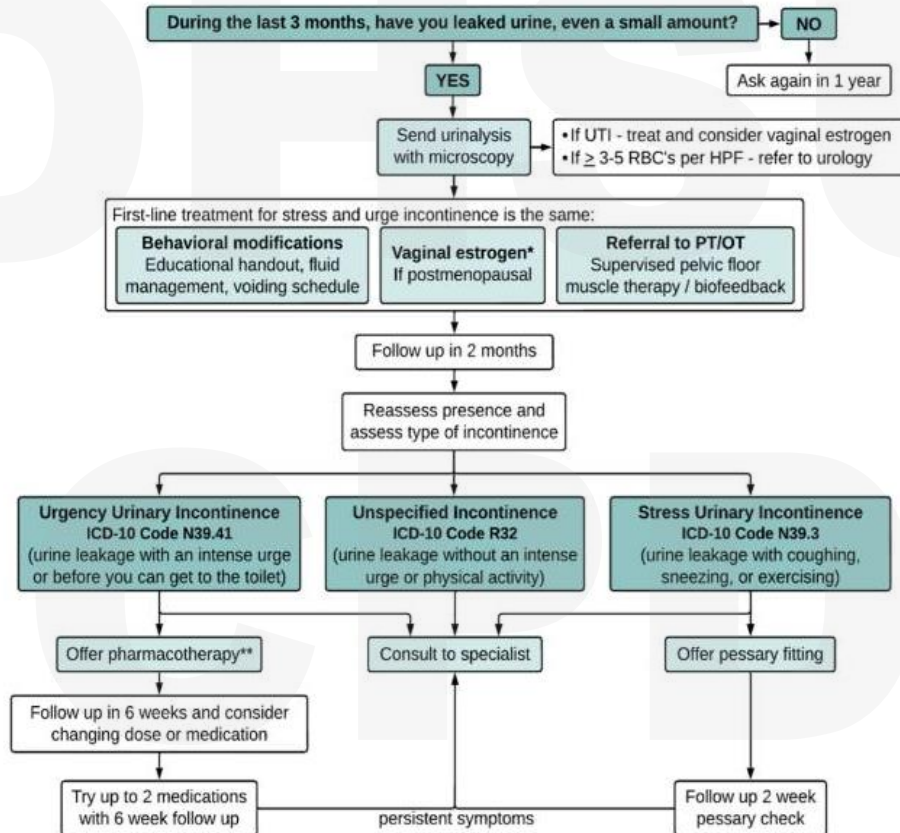 During the last 3 months, have you leaked urine, even a small amount?
NO
YES
Ask again in 1 year
Send urinalysis
with microscopy
•If UTI - treat and consider vaginal estrogen
•If ≥ 3-5 RBC's per HPF - refer to urology
First-line treatment for stress and urge incontinence is the same:
Behavioral modifications
Educational handout, fluid
management, voiding schedule
Vaginal estrogen*
If postmenopausal
Referral to PT/OT
Supervised pelvic floor
muscle therapy / biofeedback
Follow up in 2 months
Reassess presence and
assess type of incontinence
Urgency Urinary Incontinence
ICD-10 Code N39.41
(urine leakage with an intense urge
or before you can get to the toilet)
Unspecified Incontinence
ICD-10 Code R32
(urine leakage without an intense
urge or physical activity)
Stress Urinary Incontinence
ICD-10 Code N39.3
(urine leakage with coughing,
sneezing, or exercising)
Offer pharmacotherapy**
Consult to specialist
Offer pessary fitting
Follow up in 6 weeks and consider
changing dose or medication
Try up to 2 medications
with 6 week follow up
persistent symptoms
Follow up 2 week
pessary check